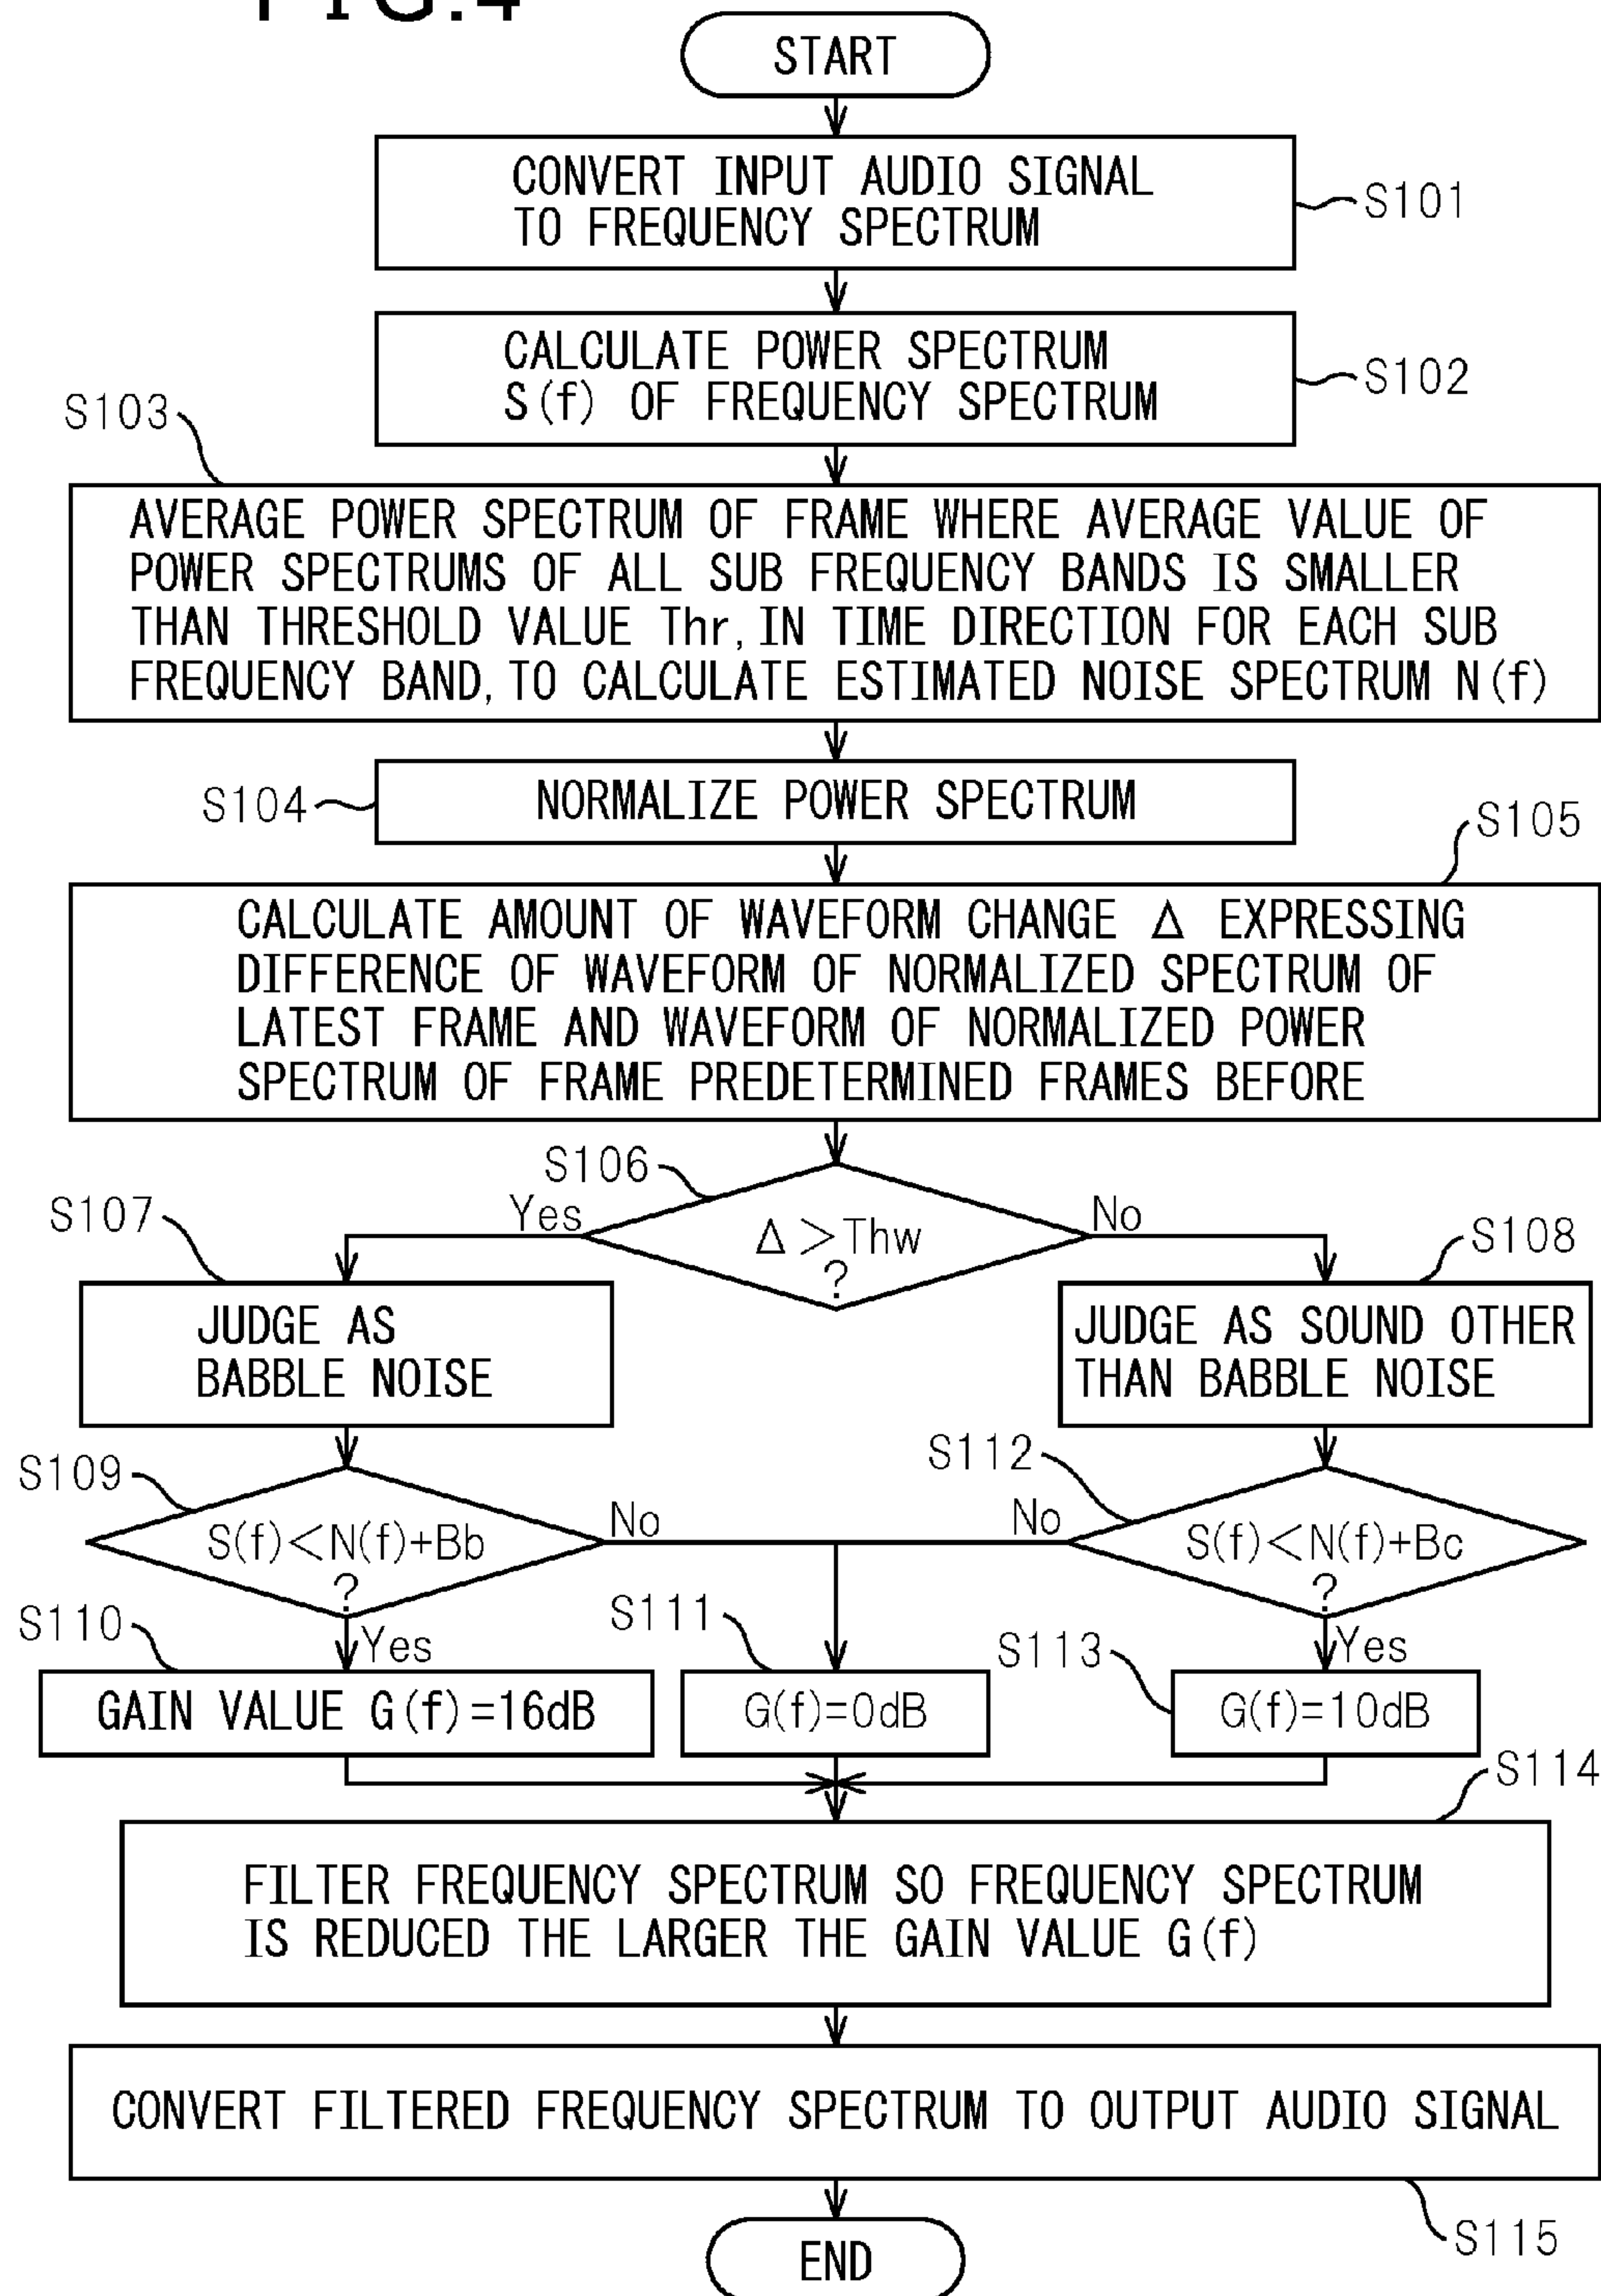 FIG.4
START
CONVERT INPUT AUDIO SIGNAL
TO FREQUENCY SPECTRUM
S101
CALCULATE POWER SPECTRUM
S(f) OF FREQUENCY SPECTRUM
S102
S103
AVERAGE POWER SPECTRUM OF FRAME WHERE AVERAGE VALUE OF
POWER SPECTRUMS OF ALL SUB FREQUENCY BANDS IS SMALLER
THAN THRESHOLD VALUE Thr, IN TIME DIRECTION FOR EACH SUB
FREQUENCY BAND, TO CALCULATE ESTIMATED NOISE SPECTRUM N(f)
S104
NORMALIZE POWER SPECTRUM
S105
CALCULATE AMOUNT OF WAVEFORM CHANGE Δ EXPRESSING
DIFFERENCE OF WAVEFORM OF NORMALIZED SPECTRUM OF
LATEST FRAME AND WAVEFORM OF NORMALIZED POWER
SPECTRUM OF FRAME PREDETERMINED FRAMES BEFORE
S106
Yes
Δ>Thw
?
No
S107
JUDGE AS
BABBLE NOISE
S108
JUDGE AS SOUND OTHER
THAN BABBLE NOISE
S109
S(f)<N(f)+Bb
?
No
Yes
S112
No
S(f)<N(f)+Bc
?
Yes
S110
GAIN VALUE G(f)=16dB
S111
G(f)=0dB
S113
G(f)=10dB
S114
FILTER FREQUENCY SPECTRUM SO FREQUENCY SPECTRUM
IS REDUCED THE LARGER THE GAIN VALUE G(f)
CONVERT FILTERED FREQUENCY SPECTRUM TO OUTPUT AUDIO SIGNAL
S115
END